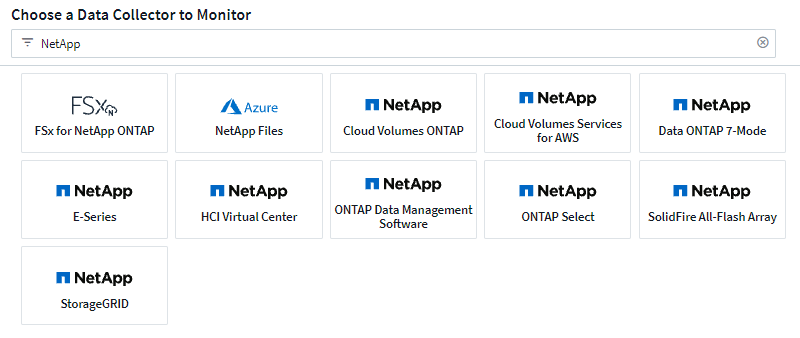 Choose a Data Collector to Monitor
NetApp
FSx N
FSx for NetApp ONTAP
Azure
NetApp Files
NetApp
Cloud Volumes ONTAP
NetApp
Cloud Volumes Services
for AWS
NetApp
Data ONTAP 7-Mode
NetApp
E-Series
NetApp
HCI Virtual Center
NetApp
ONTAP Data Management
Software
NetApp
ONTAP Select
NetApp
SolidFire All-Flash Array
NetApp
StorageGRID